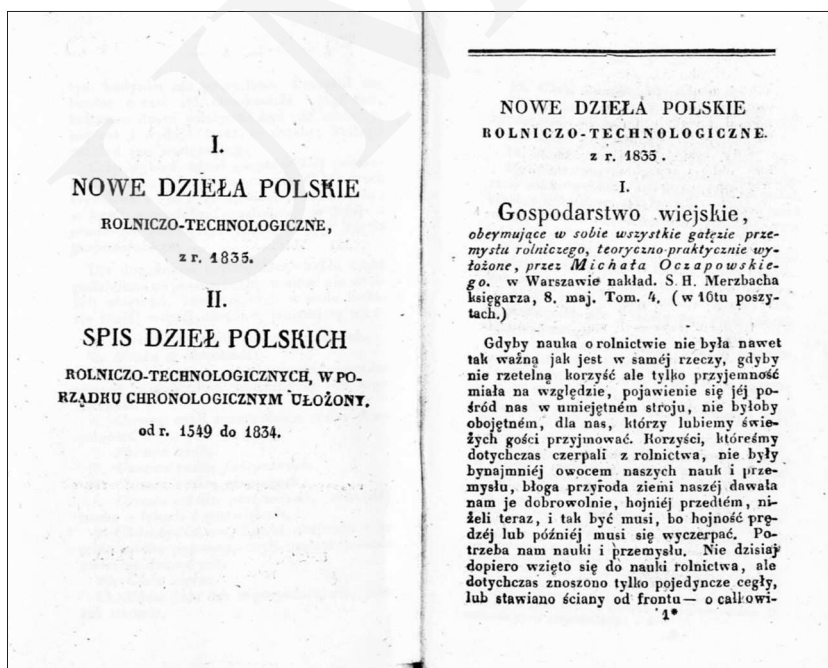 I.
NOWE DZIEŁA POLSKIE
ROLNICZO-TECHNOLOGICZNE,
z r. 1835.
II.
SPIS DZIEŁ POLSKICH
ROLNICZO-TECHNOLOGICZNYCH, W PO-
RZĄDKU CHRONOLOGICZNYM UŁOŻONY.
od r. 1549 do 1834.
NOWE DZIEŁA POLSKIE
ROLNICZO-TECHNOLOGICZNE.
z r. 1835.
I.
Gospodarstwo wiejskie,
obeymujące w sobie wszystkie gałęzie prze-
mysłu rolniczego, teoryczno-praktycznie wy-
łożone, przez Michała Oczapowskie-
go. w Warszawie nakład. S. H. Merzbacha
księgarza, 8. maj. Tom. 4, (w 10tu poszy-
tach.)
Gdyby nauka o rolnictwie nie była nawet
tak ważną jak jest w saméj rzeczy, gdyby
nie rzetelną korzyść ale tylko przyjemność
miała na względzie, pojawienie się jéj po-
śród nas w umiejętném stroju, nie byłoby
obojętném, dla nas, którzy lubiemy świe-
żych gości przyjmować. Korzyści, któreśmy
dotychczas czerpali z rolnictwa, nie były
bynajmniéj owocem naszych nauk i prze-
mysłu, błoga przyroda ziemi naszéj dawała
nam je dobrowolnie, hojniéj przedtém, ni-
żeli teraz, i tak być musi, bo hojność prę-
dzéj lub późniéj musi się wyczerpać. Po-
trzeba nam nauki i przemysłu. Nie dzisiaj
dopiero wzięto się do nauki rolnictwa, ale
dotychczas znoszono tylko pojedyncze cegły,
lub stawiano ściany od frontu— o całkowi-
1*